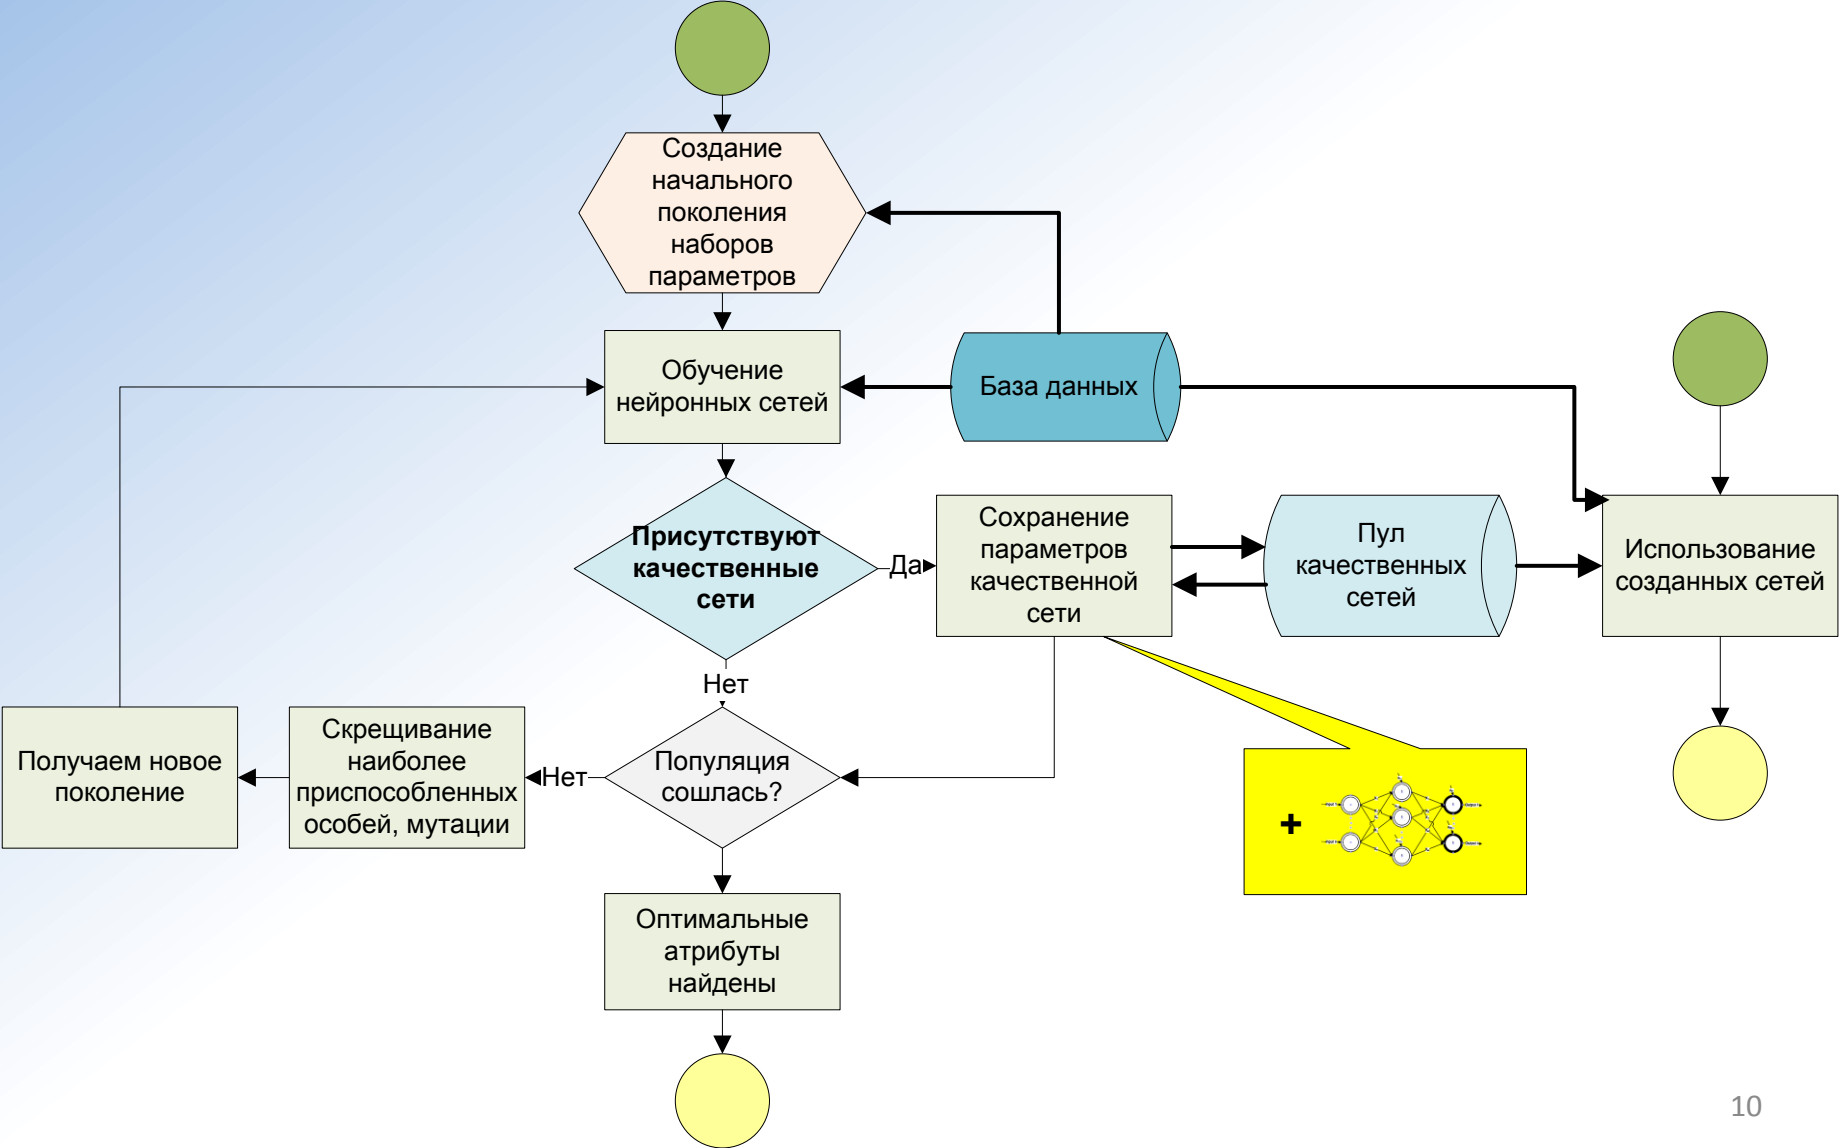 Создание
начального
поколения
наборов
параметров
Обучение
нейронных сетей
База данных
Присутствуют
качественные
сети
Да
Сохранение
параметров
качественной
сети
Пул
качественных
сетей
Использование
созданных сетей
Нет
Получаем новое
поколение
Скрещивание
наиболее
приспособленных
особей, мутации
Нет
Популяция
сошлась?
+
Оптимальные
атрибуты
найдены
10